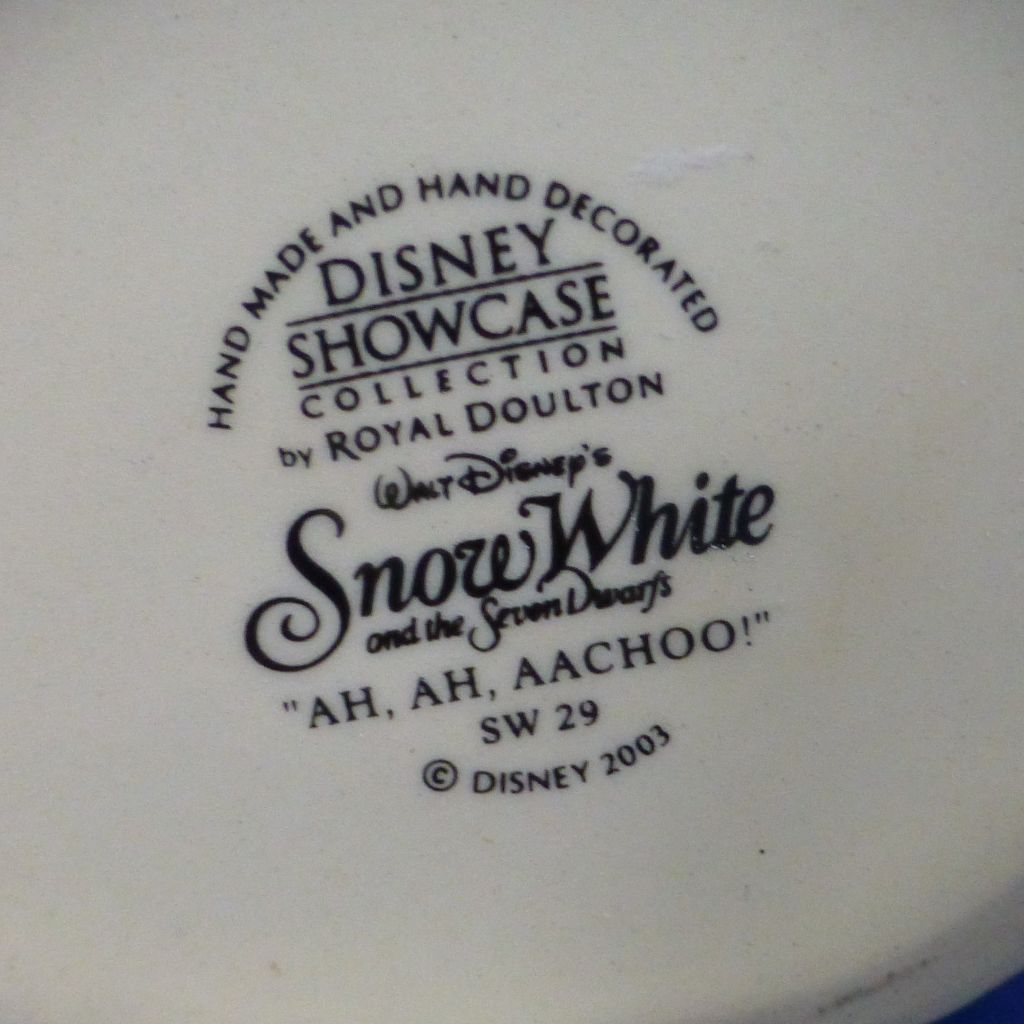 HAND MADE AND HAND DECORATED
DISNEY
SHOWCASE
COLLECTION
by ROYAL DOULTON
WALT DISNEY'S
Snow White
and the Seven Dwarfs
"AH, AH, AACHOO!"
SW 29
© DISNEY 2003